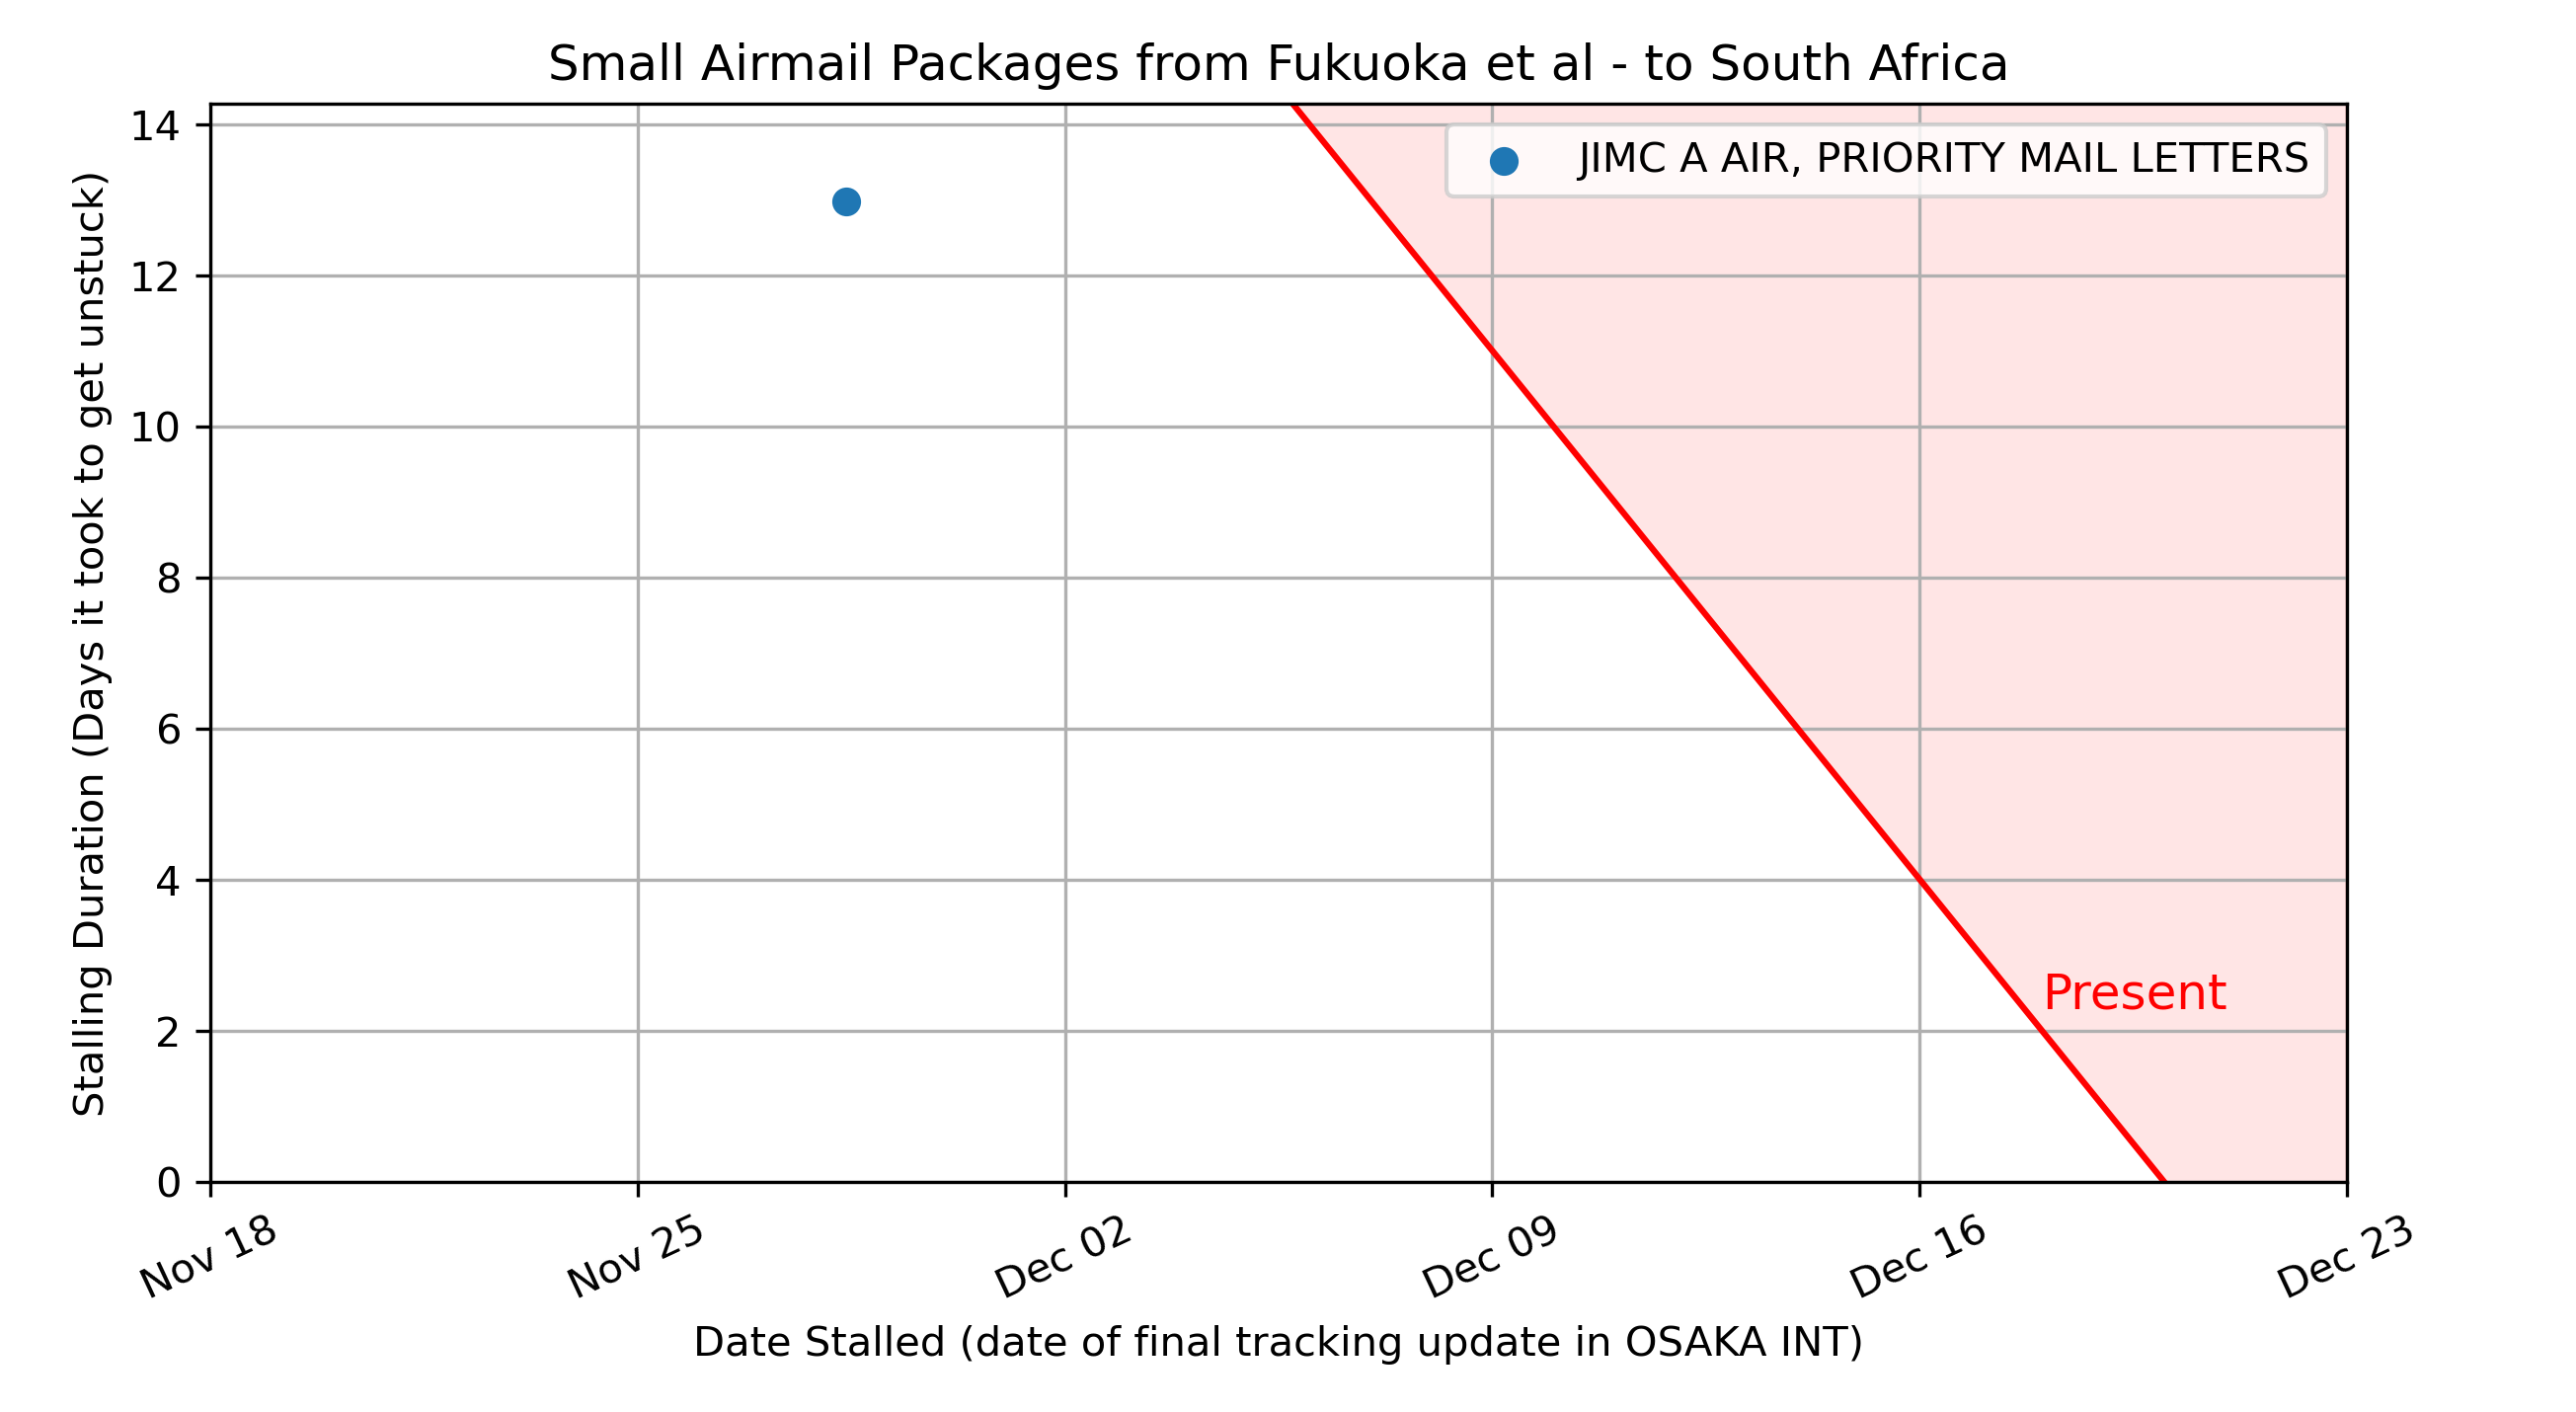 Small Airmail Packages from Fukuoka et al - to South Africa
JIMC A AIR, PRIORITY MAIL LETTERS
Stalling Duration (Days it took to get unstuck)
14
12
10
8
6
4
2
0
Present
Nov 18
Nov 25
Dec 02
Dec 09
Dec 16
Dec 23
Date Stalled (date of final tracking update in OSAKA INT)